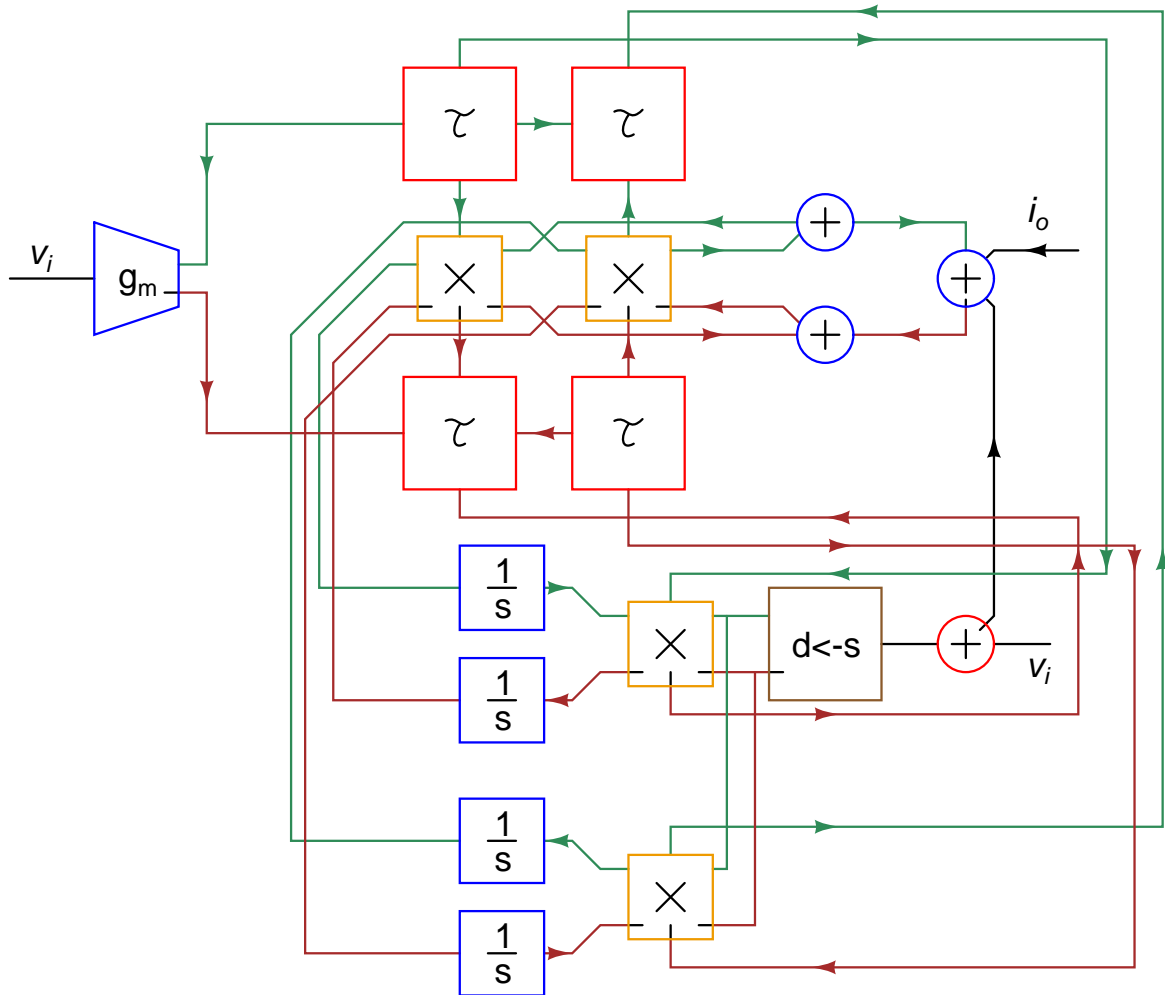 τ τ
v_i g_m × × + + i_o
+
τ τ
1/s
× d<-s +
v_i
1/s
1/s
×
1/s